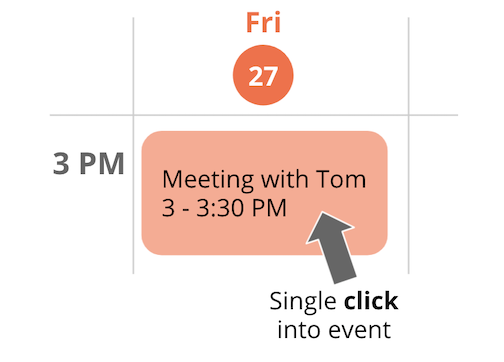 Fri
27
3 PM
Meeting with Tom
3 - 3:30 PM
Single click
into event